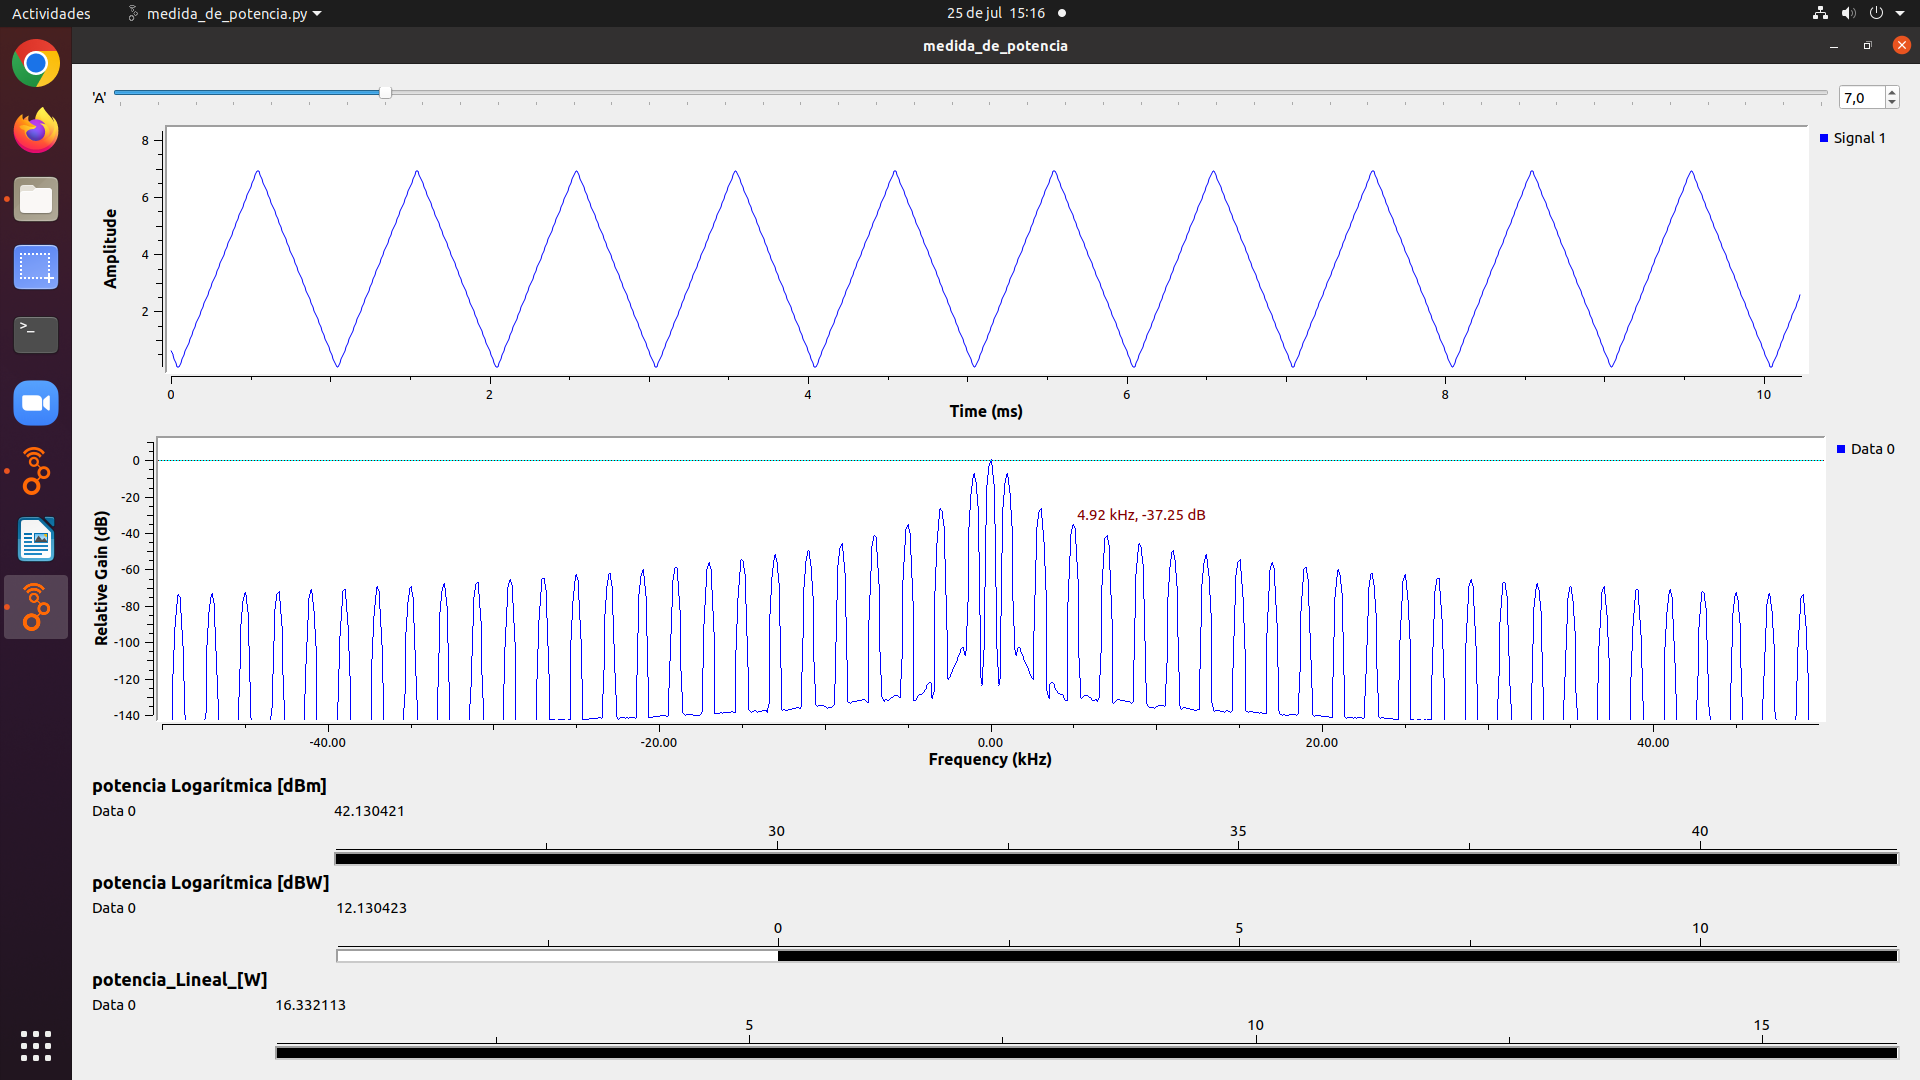 Actividades medida_de_potencia.py 25 de jul 15:16
medida_de_potencia
'A' 7,0
8
6
4
2
Amplitude
Signal 1
0 2 4 6 8 10
Time (ms)
0
-20
-40
-60
-80
-100
-120
-140
Relative Gain (dB)
4.92 kHz, -37.25 dB
Data 0
-40.00 -20.00 0.00 20.00 40.00
Frequency (kHz)
potencia Logarítmica [dBm]
Data 0 42.130421
30 35 40
potencia Logarítmica [dBW]
Data 0 12.130423
0 5 10
potencia_Lineal_[W]
Data 0 16.332113
5 10 15